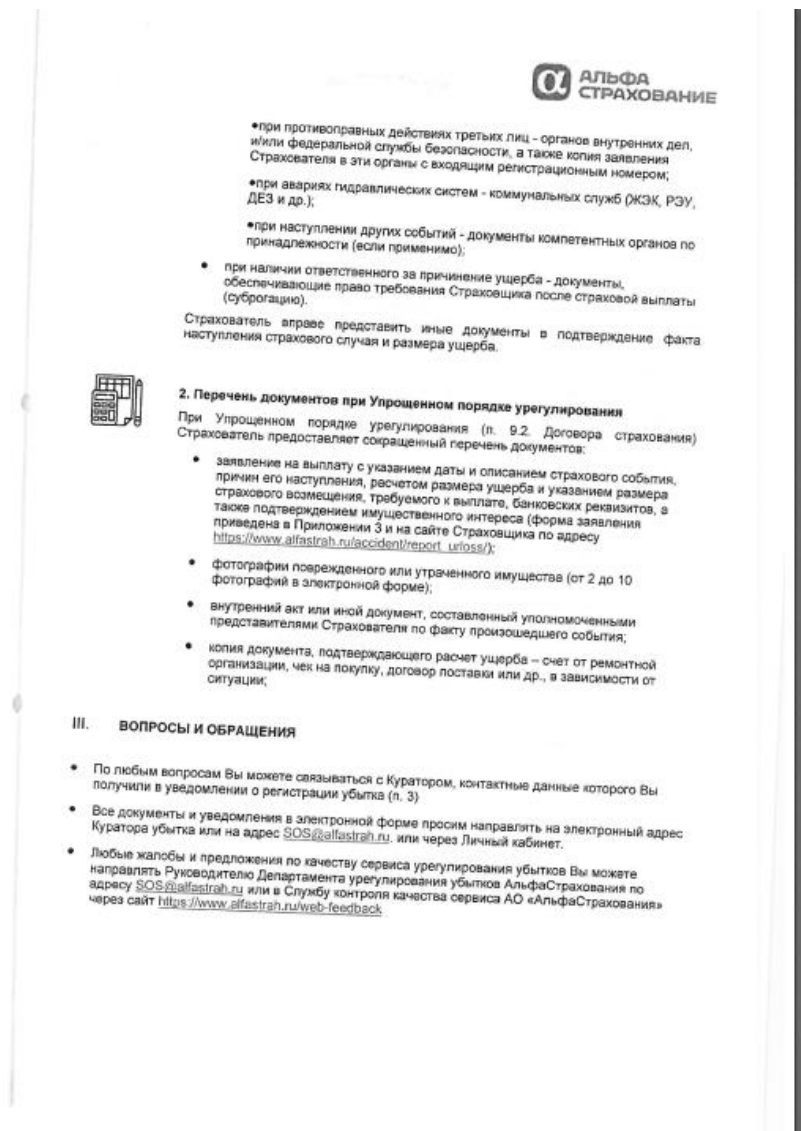 АЛЬФА
СТРАХОВАНИЕ
•при противоправных действиях третьих лиц - органов внутренних дел,
и/или федеральной службы безопасности, а также копия заявления
Страхователя в эти органы с входящим регистрационным номером;
•при авариях гидравлических систем - коммунальных служб (ЖЭК, РЭУ,
ДЕЗ и др.);
•при наступлении других событий - документы компетентных органов по
принадлежности (если применимо);
• при наличии ответственного за причинение ущерба - документы,
обеспечивающие право требования Страховщика после страховой выплаты
(суброгацию).
Страхователь вправе представить иные документы в подтверждение факта
наступления страхового случая и размера ущерба.
2. Перечень документов при Упрощенном порядке урегулирования
При Упрощенном порядке урегулирования (п. 9.2. Договора страхования)
Страхователь предоставляет сокращенный перечень документов:
• заявление на выплату с указанием даты и описанием страхового события,
причин его наступления, расчетом размера ущерба и указанием размера
страхового возмещения, требуемого к выплате, банковских реквизитов, а
также подтверждением имущественного интереса (форма заявления
приведена в Приложении 3 и на сайте Страховщика по адресу
https://www.alfastrah.ru/accident/report_urloss/);
• фотографии поврежденного или утраченного имущества (от 2 до 10
фотографий в электронной форме);
• внутренний акт или иной документ, составленный уполномоченными
представителями Страхователя по факту произошедшего события;
• копия документа, подтверждающего расчет ущерба – счет от ремонтной
организации, чек на покупку, договор поставки или др., в зависимости от
ситуации;
III. ВОПРОСЫ И ОБРАЩЕНИЯ
• По любым вопросам Вы можете связываться с Куратором, контактные данные которого Вы
получили в уведомлении о регистрации убытка (п. 3)
• Все документы и уведомления в электронной форме просим направлять на электронный адрес
Куратора убытка или на адрес SOS@alfastrah.ru. или через Личный кабинет.
• Любые жалобы и предложения по качеству сервиса урегулирования убытков Вы можете
направлять Руководителю Департамента урегулирования убытков АльфаСтрахования по
адресу SOS@alfastrah.ru или в Службу контроля качества сервиса АО «АльфаСтрахования»
через сайт https://www.alfastrah.ru/web-feedback